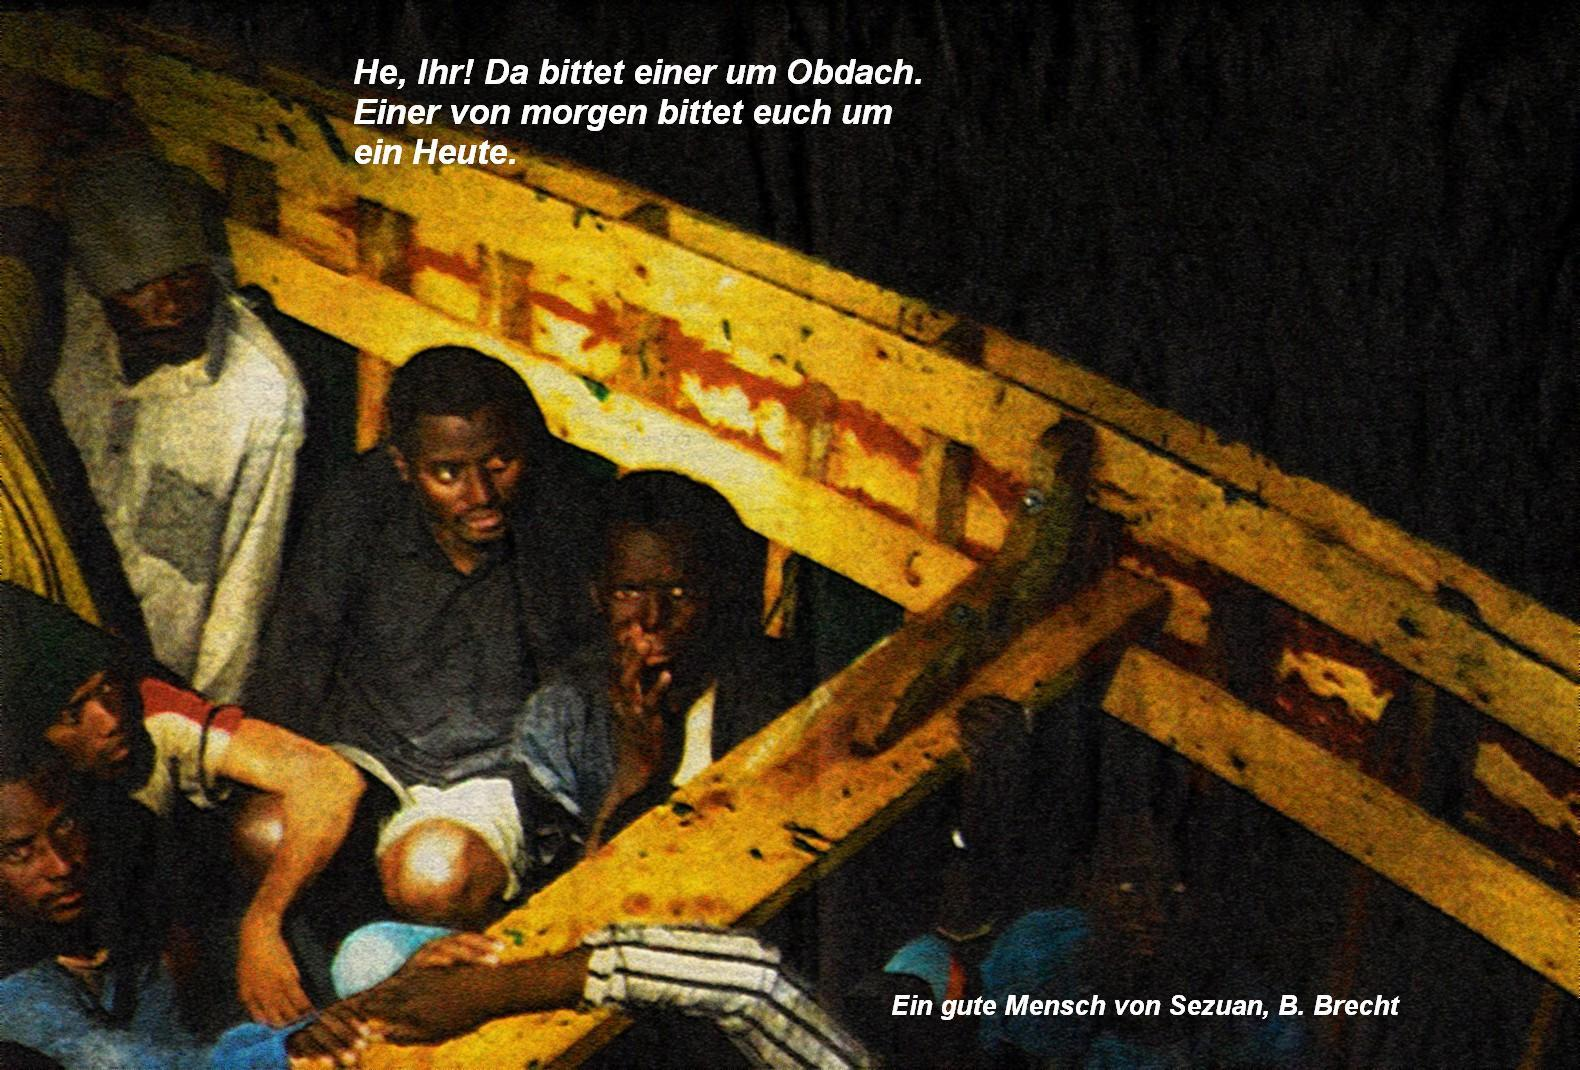 He, Ihr! Da bittet einer um Obdach.
Einer von morgen bittet euch um
ein Heute.
Ein gute Mensch von Sezuan, B. Brecht